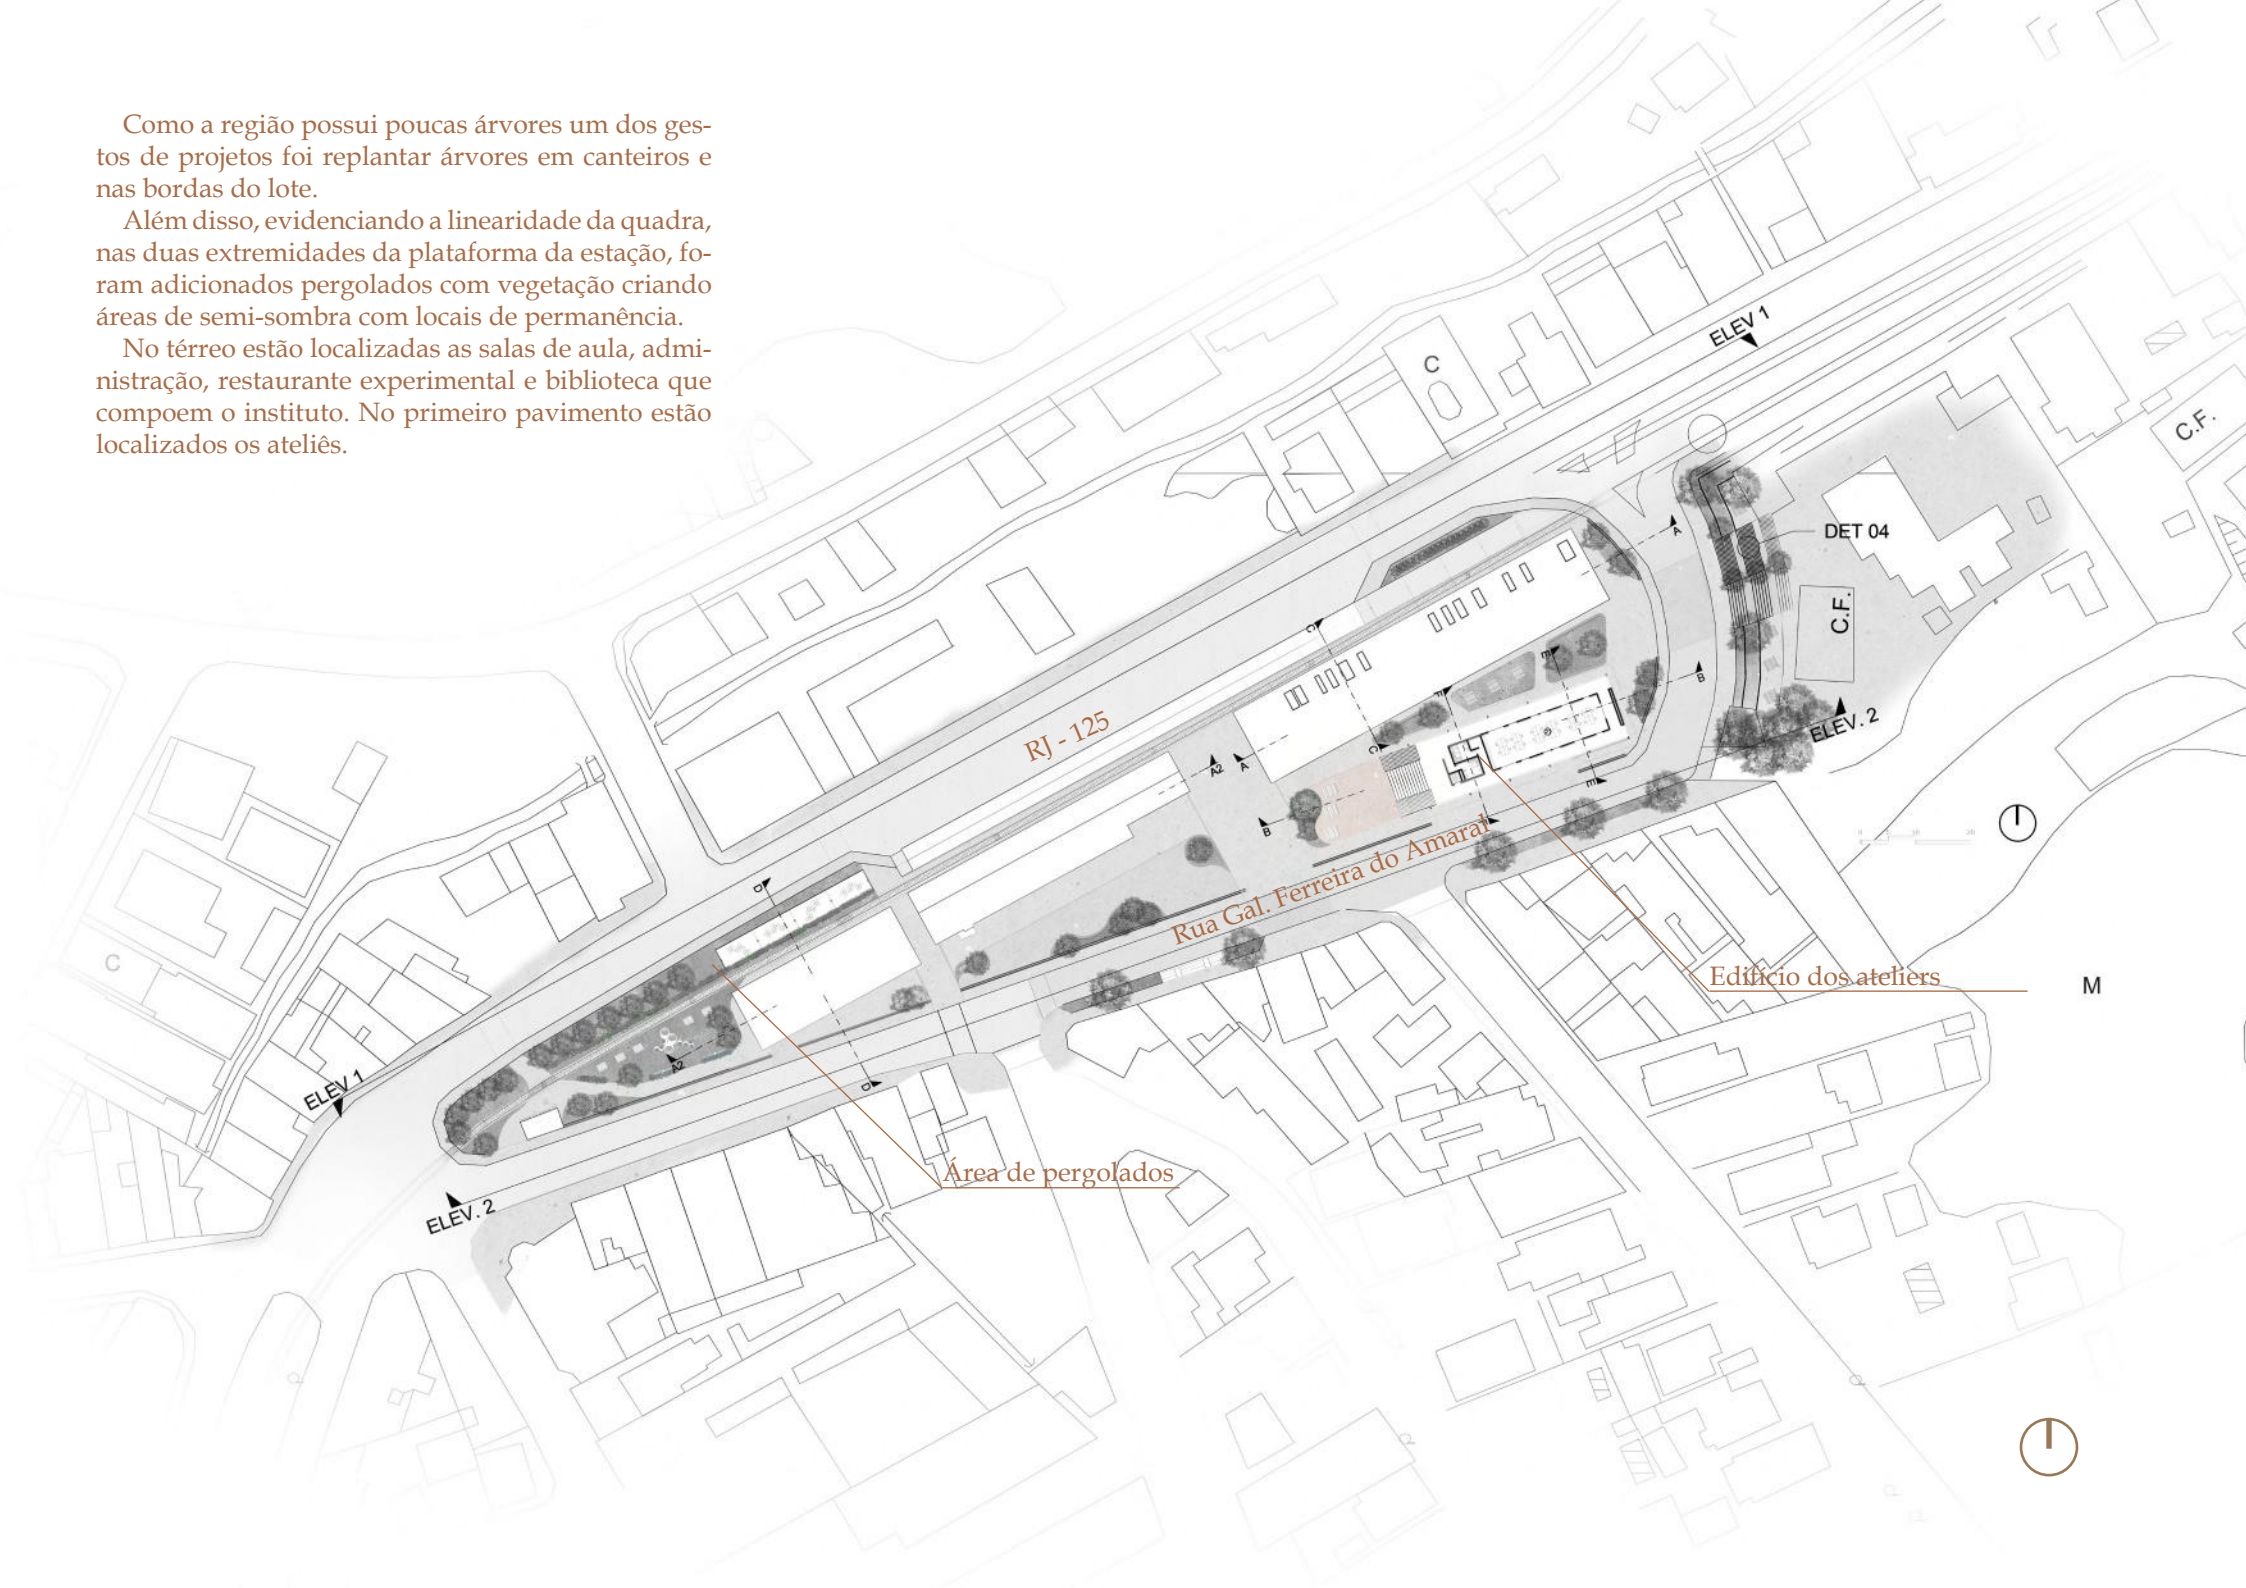 Como a região possui poucas árvores um dos ges-
tos de projetos foi replantar árvores em canteiros e
nas bordas do lote.
Além disso, evidenciando a linearidade da quadra,
nas duas extremidades da plataforma da estação, fo-
ram adicionados pergolados com vegetação criando
áreas de semi-sombra com locais de permanência.
No térreo estão localizadas as salas de aula, admi-
nistração, restaurante experimental e biblioteca que
compoem o instituto. No primeiro pavimento estão
localizados os ateliês.
ELEV 1
C
C.F.
A
DET 04
C.F.
C
E
B
F
RJ - 125
ELEV. 2
A2
A
C
E
B
Rua Gal. Ferreira do Amaral
D
C
Edifício dos ateliers
M
A2
D
ELEV 1
Área de pergolados
ELEV. 2